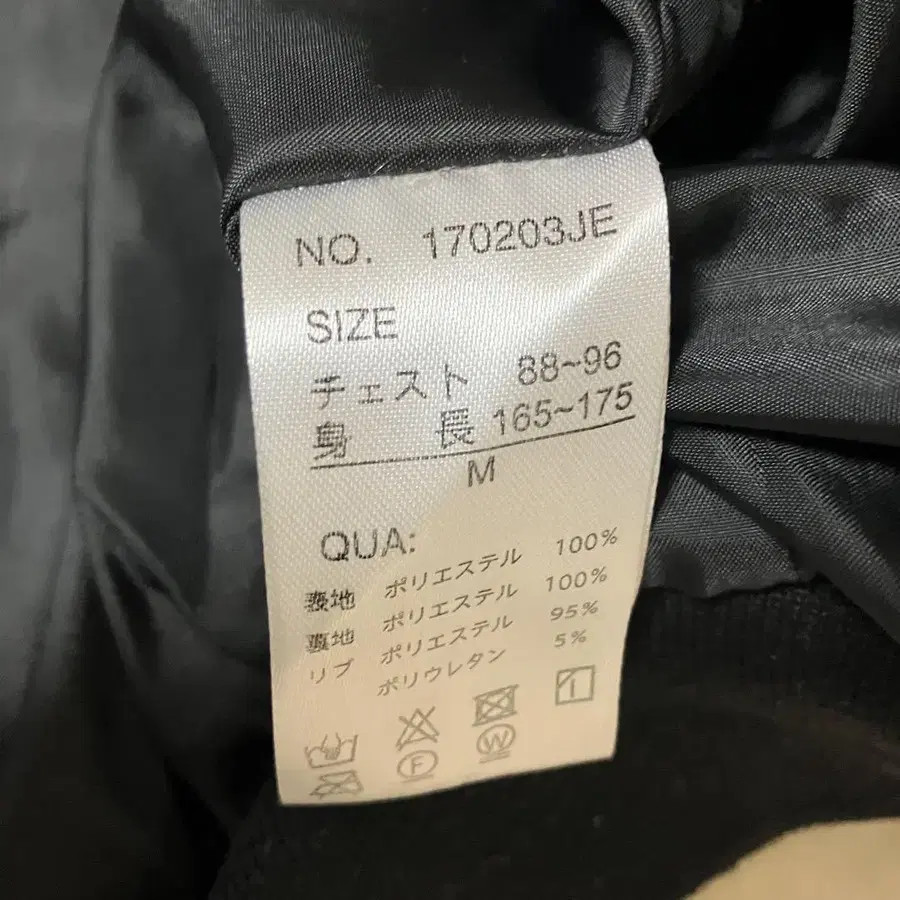 NO. 170203JE
SIZE
チェスト 88~96
身長 165~175
M
QUA:
表地 ポリエステル 100%
裏地 ポリエステル 100%
リブ ポリエステル 95%
ポリウレタン 5%
F W